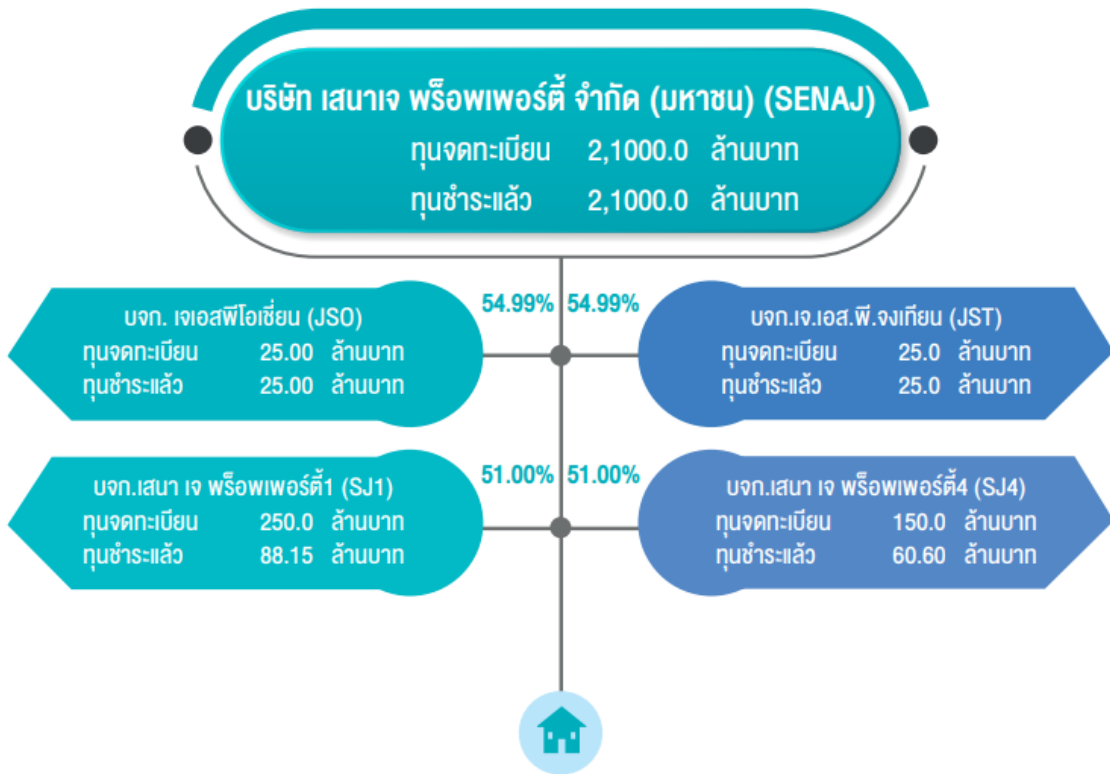 บริษัท เสนาเจ พร็อพเพอร์ตี้ จำกัด (มหาชน) (SENAJ)
ทุนจดทะเบียน 2,1000.0 ล้านบาท
ทุนชำระแล้ว 2,1000.0 ล้านบาท
54.99% 54.99%
บจก. เจเอสพีโอเชี่ยน (JSO)
ทุนจดทะเบียน 25.00 ล้านบาท
ทุนชำระแล้ว 25.00 ล้านบาท
บจก.เจ.เอส.พี.จงเทียน (JST)
ทุนจดทะเบียน 25.0 ล้านบาท
ทุนชำระแล้ว 25.0 ล้านบาท
51.00% 51.00%
บจก.เสนา เจ พร็อพเพอร์ตี้1 (SJ1)
ทุนจดทะเบียน 250.0 ล้านบาท
ทุนชำระแล้ว 88.15 ล้านบาท
บจก.เสนา เจ พร็อพเพอร์ตี้4 (SJ4)
ทุนจดทะเบียน 150.0 ล้านบาท
ทุนชำระแล้ว 60.60 ล้านบาท